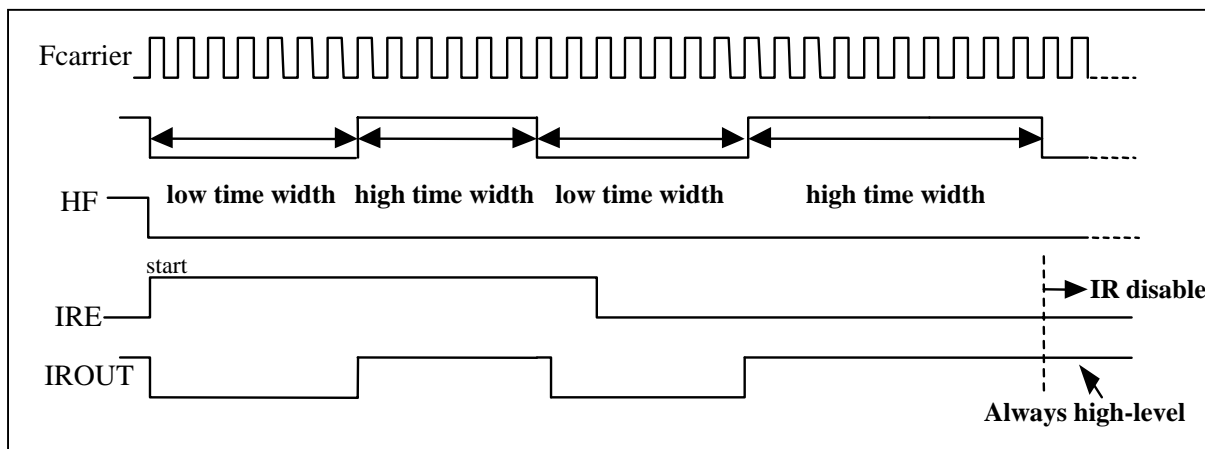 Fcarrier
low time width high time width low time width high time width
HF
start
IRE
IR disable
IROUT
Always high-level